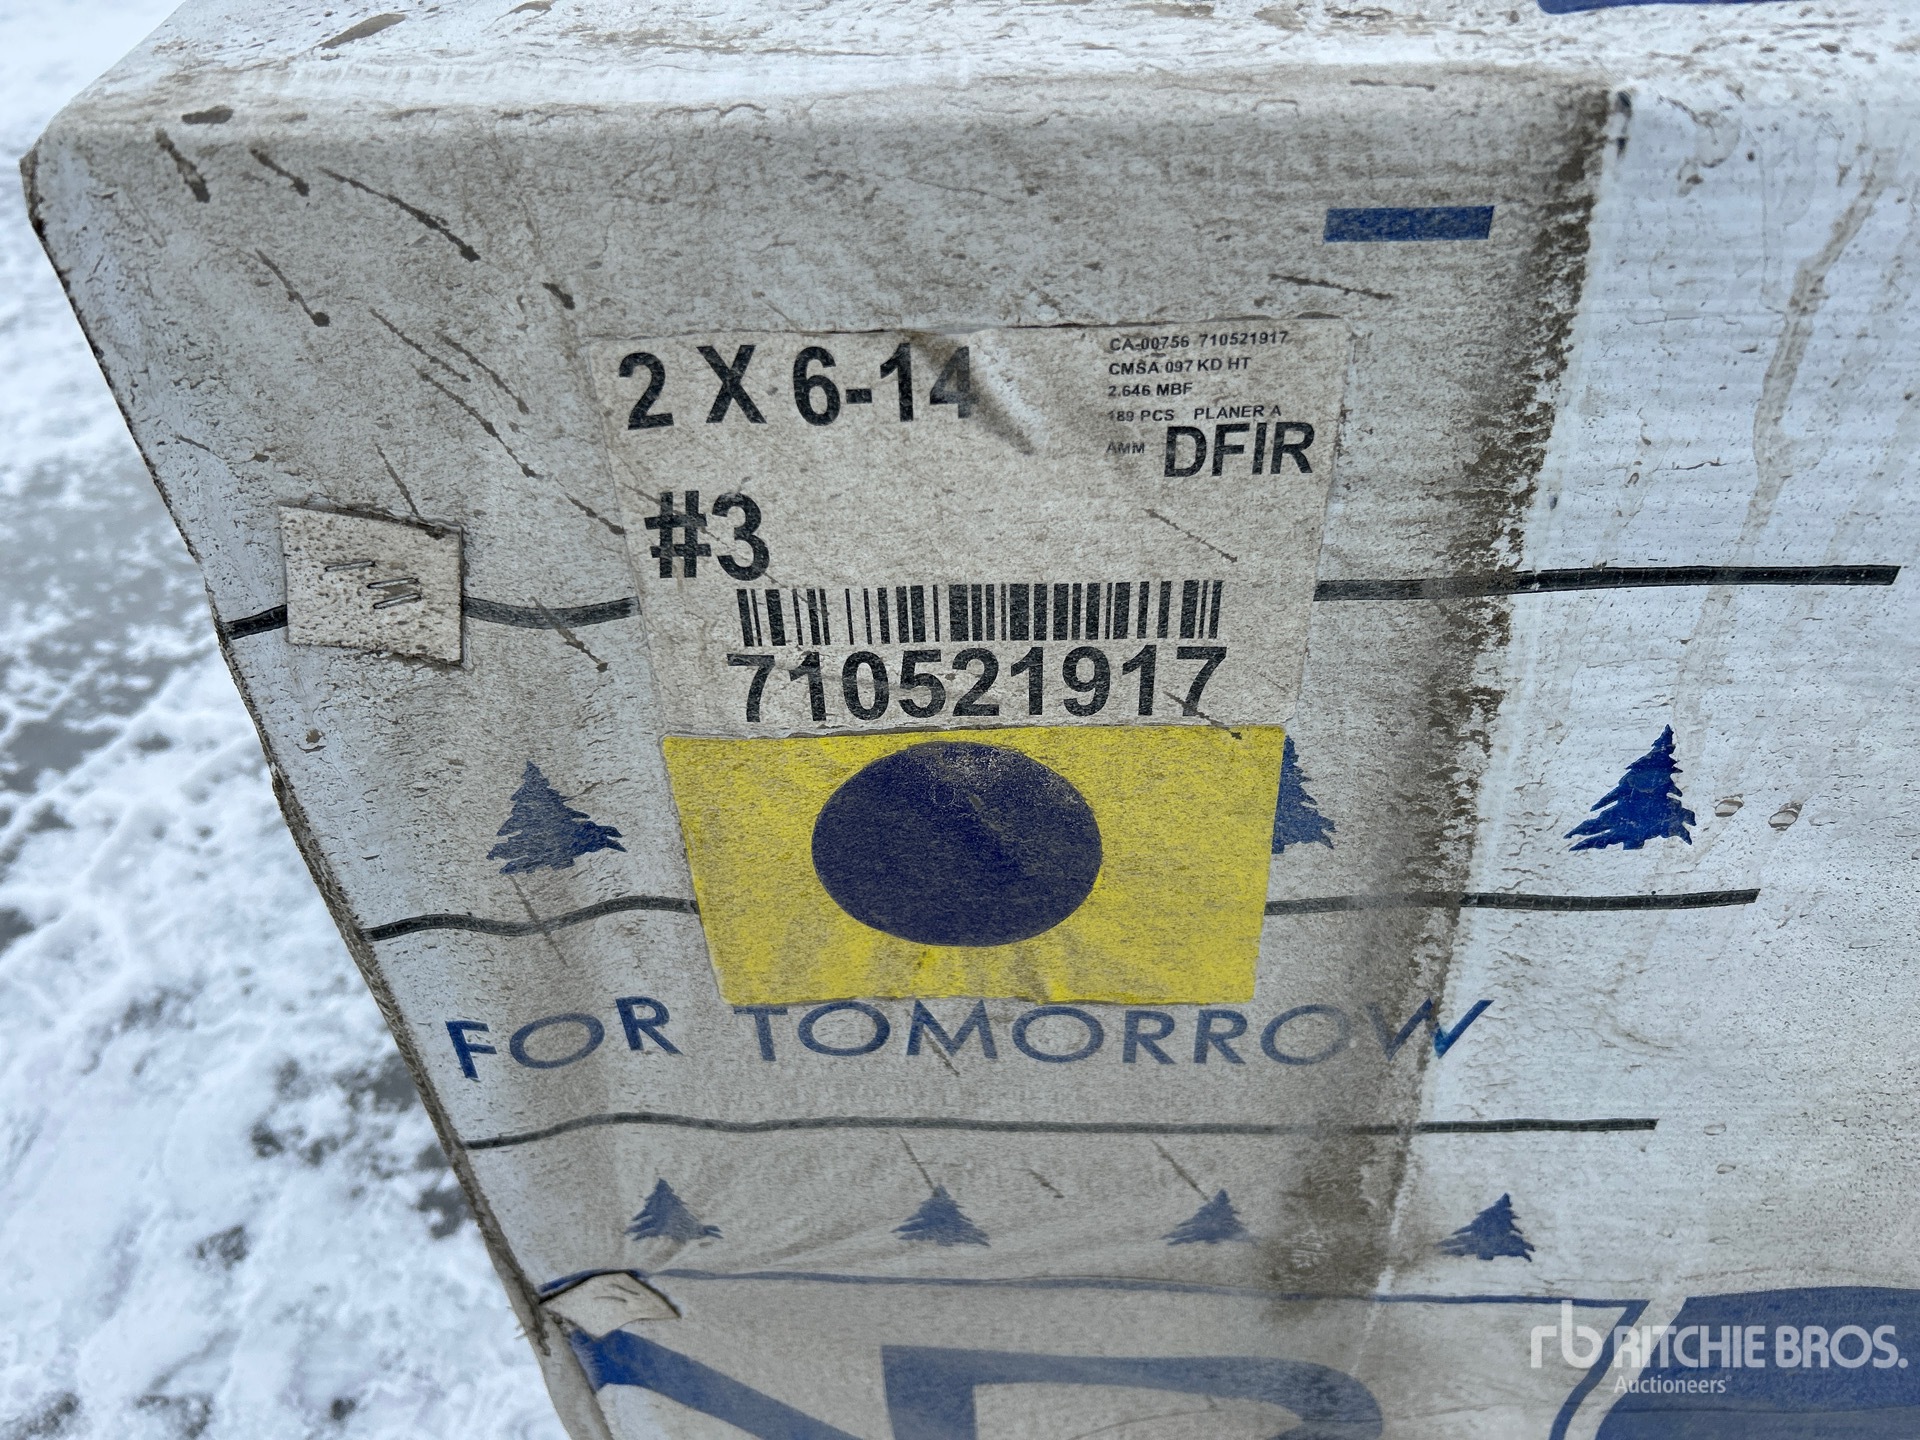 2 X 6-14
CA-00756 710521917
CMSA 097 KD HT
2.646 MBF
189 PCS PLANER A
AMM DFIR
#3
710521917
FOR TOMORROW
rb RITCHIE BROS.
Auctioneers